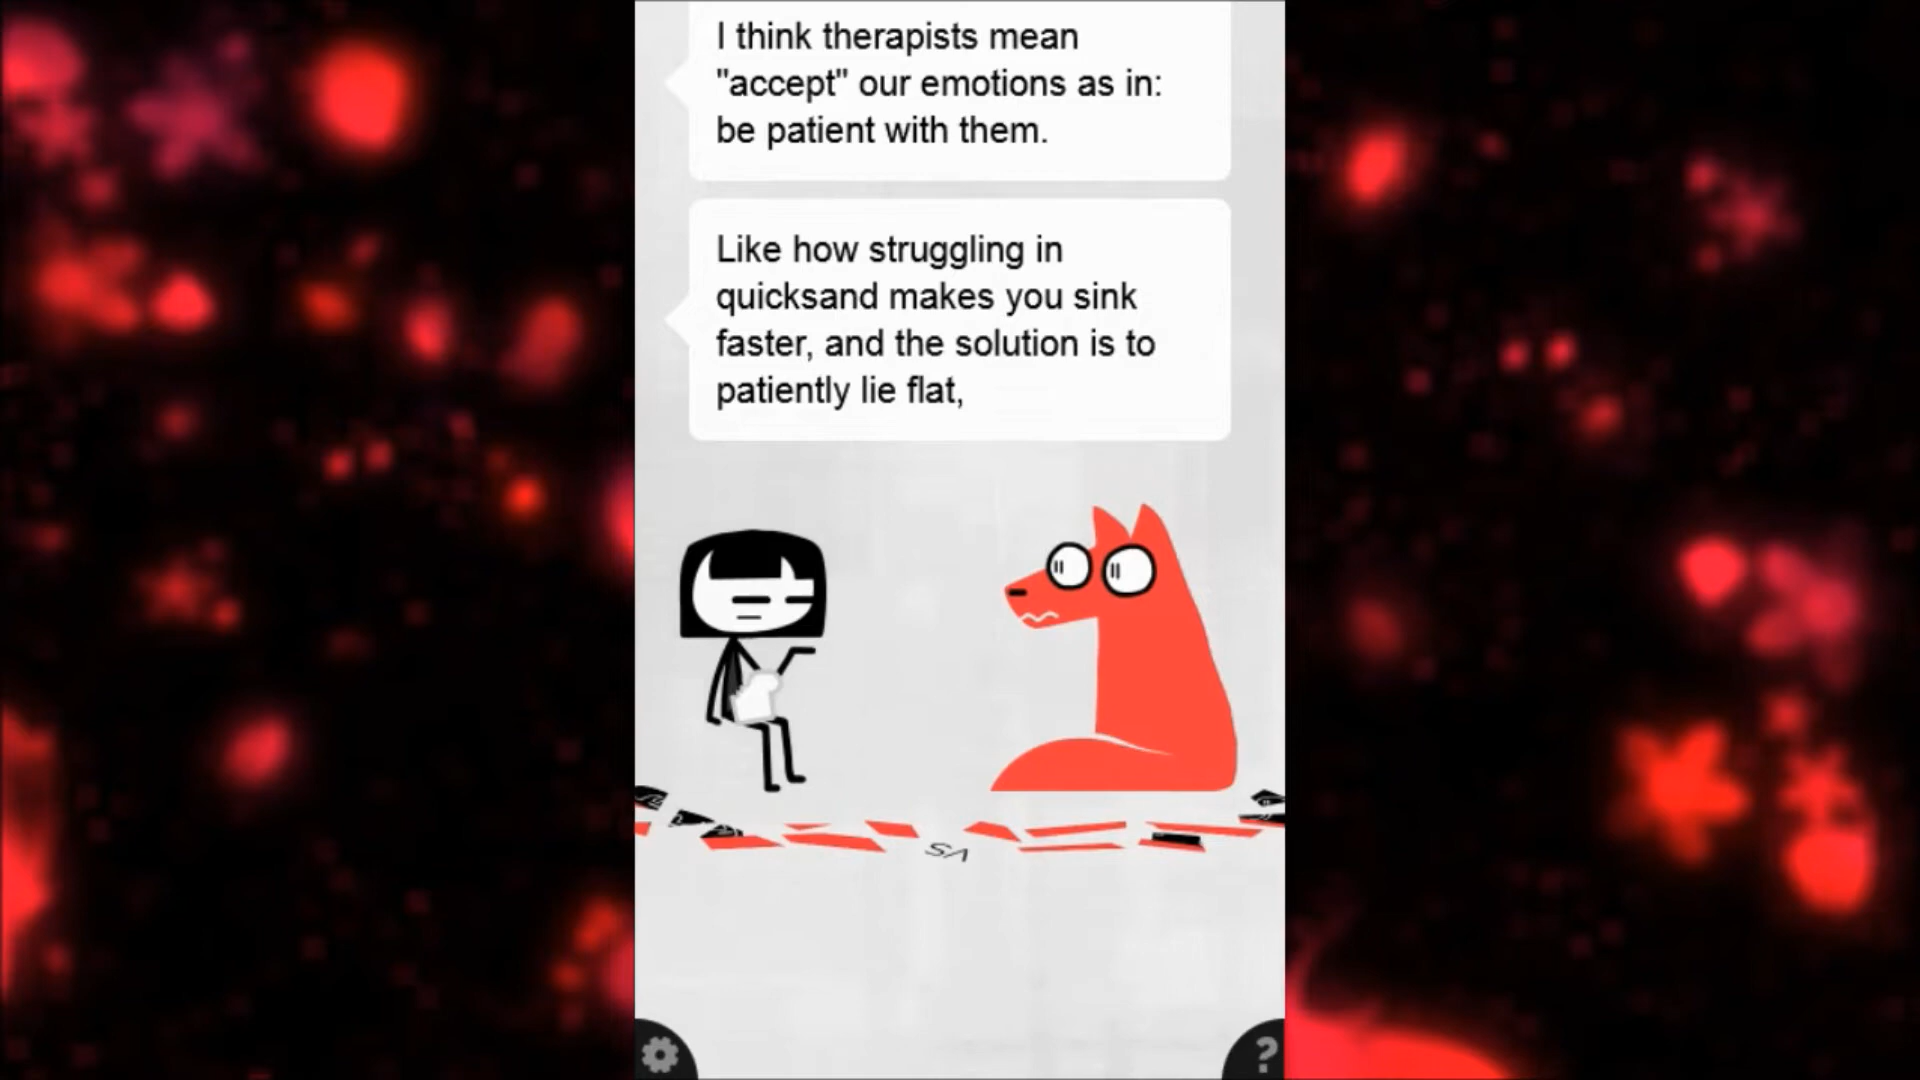 I think therapists mean
"accept" our emotions as in:
be patient with them.
Like how struggling in
quicksand makes you sink
faster, and the solution is to
patiently lie flat,
?